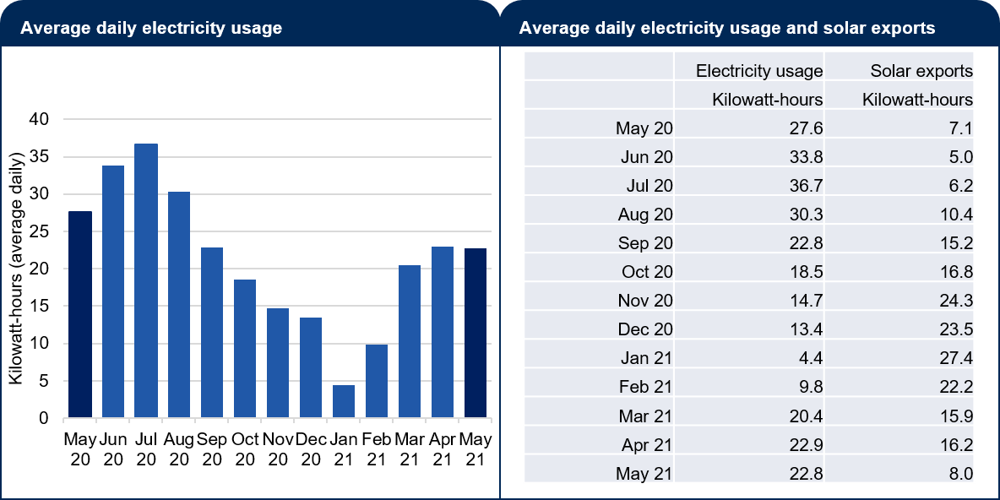 Average daily electricity usage
Kilowatt-hours (average daily)
40
35
30
25
20
15
10
5
0
May Jun Jul Aug Sep Oct Nov Dec Jan Feb Mar Apr May
20 20 20 20 20 20 20 20 21 21 21 21 21
Average daily electricity usage and solar exports
Electricity usage Solar exports
Kilowatt-hours Kilowatt-hours
May 20 27.6 7.1
Jun 20 33.8 5.0
Jul 20 36.7 6.2
Aug 20 30.3 10.4
Sep 20 22.8 15.2
Oct 20 18.5 16.8
Nov 20 14.7 24.3
Dec 20 13.4 23.5
Jan 21 4.4 27.4
Feb 21 9.8 22.2
Mar 21 20.4 15.9
Apr 21 22.9 16.2
May 21 22.8 8.0